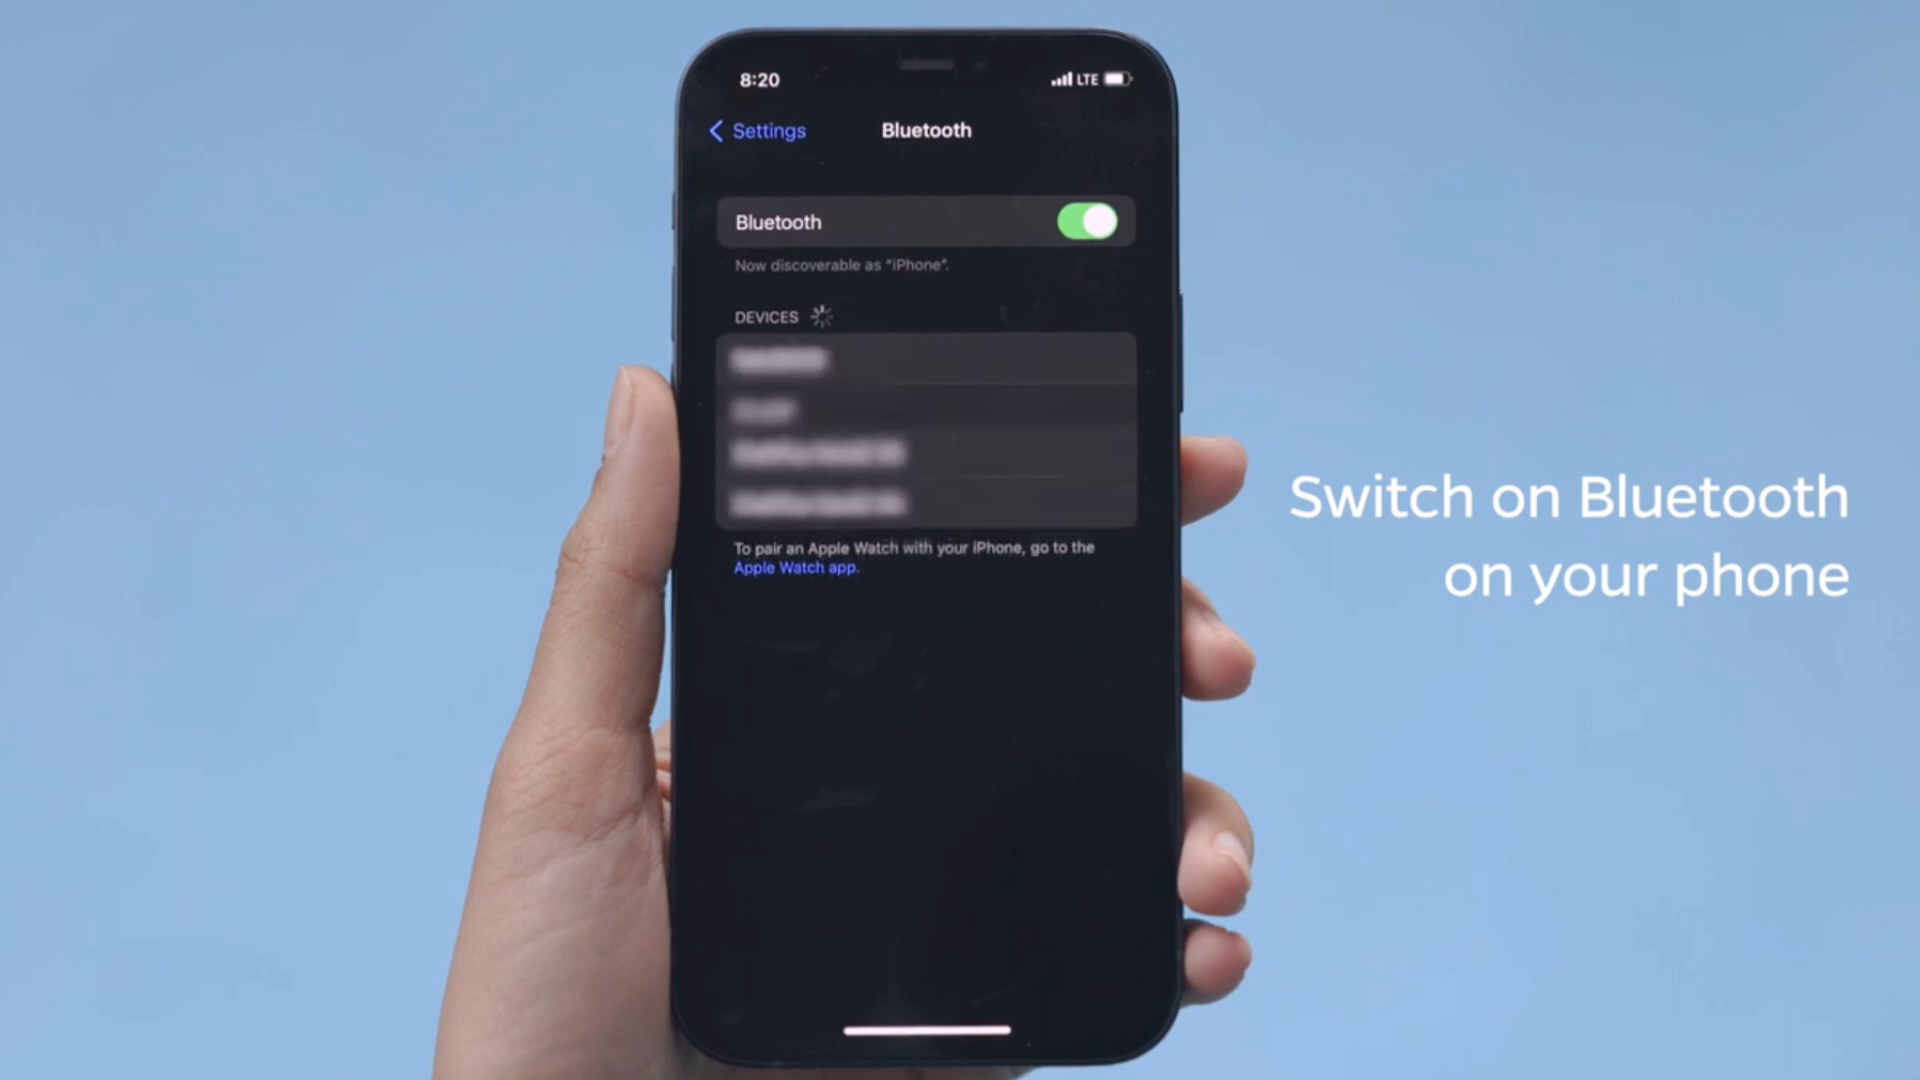 8:20
LTE
Settings
Bluetooth
Bluetooth
Now discoverable as “iPhone”.
DEVICES
To pair an Apple Watch with your iPhone, go to the
Apple Watch app.
Switch on Bluetooth
on your phone